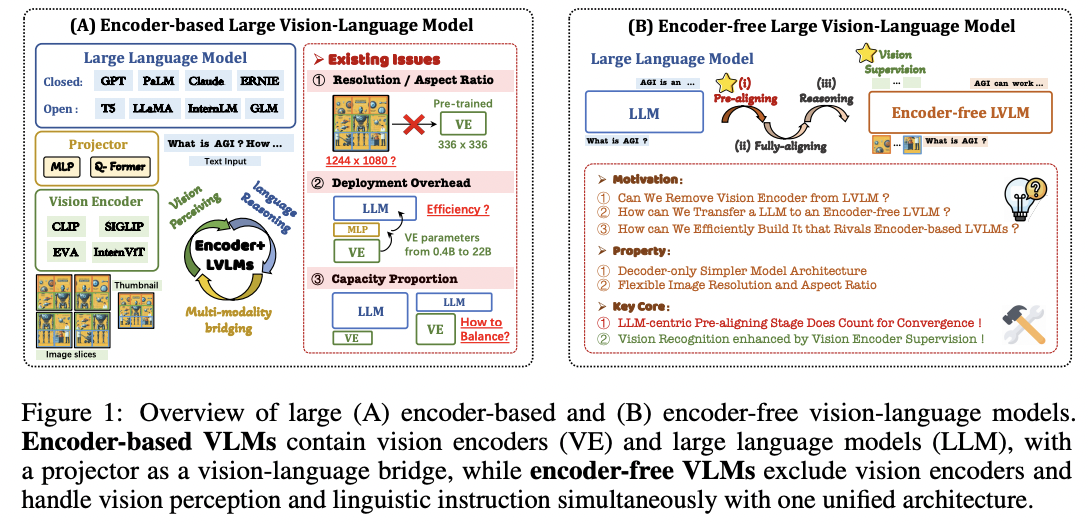 (A) Encoder-based Large Vision-Language Model
Large Language Model
Closed: GPT PaLM Claude ERNIE
Open : T5 LLaMA InternLM GLM
Projector
MLP Q- Former
What is AGI ? How ...
Text Input
Vision Encoder
CLIP SIGLIP
EVA InternViT
Vision Perceiving
language Reasoning
Encoder+ LVLMs
Multi-modality bridging
Thumbnail
Image slices
➢ Existing Issues
① Resolution / Aspect Ratio
Pre-trained
VE
336 x 336
1244 x 1080 ?
② Deployment Overhead
LLM
Efficiency ?
MLP
VE
VE parameters
from 0.4B to 22B
③ Capacity Proportion
LLM
LLM
VE
VE
How to
Balance?
(B) Encoder-free Large Vision-Language Model
Large Language Model
AGI is an ...
LLM
What is AGI ?
(i)
Pre-aligning
(ii) Fully-aligning
(iii)
Reasoning
Vision
Supervision
... AGI can work ...
Encoder-free LVLM
... What is AGI ?
➢ Motivation:
① Can We Remove Vision Encoder from LVLM ?
② How can We Transfer a LLM to an Encoder-free LVLM ?
③ How can We Efficiently Build It that Rivals Encoder-based LVLMs ?
➢ Property:
① Decoder-only Simpler Model Architecture
② Flexible Image Resolution and Aspect Ratio
➢ Key Core:
① LLM-centric Pre-aligning Stage Does Count for Convergence !
② Vision Recognition enhanced by Vision Encoder Supervision !
Figure 1: Overview of large (A) encoder-based and (B) encoder-free vision-language models.
Encoder-based VLMs contain vision encoders (VE) and large language models (LLM), with
a projector as a vision-language bridge, while encoder-free VLMs exclude vision encoders and
handle vision perception and linguistic instruction simultaneously with one unified architecture.